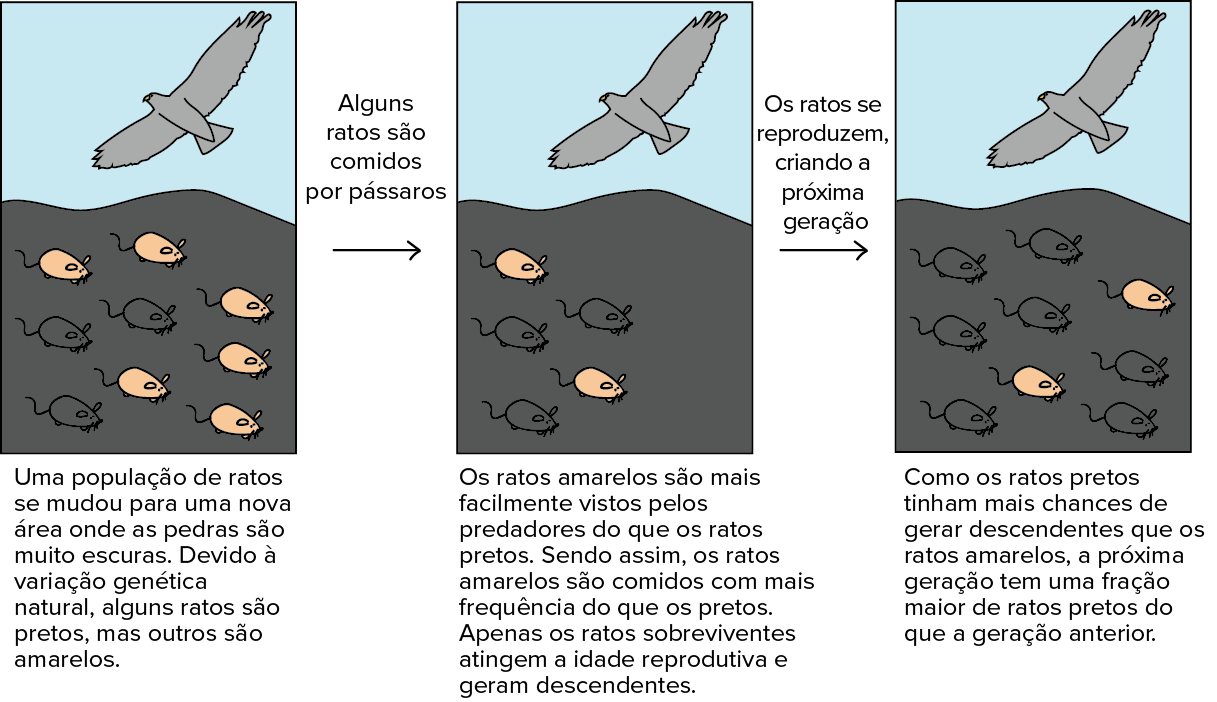 Alguns
ratos são
comidos
por pássaros
Os ratos se
reproduzem,
criando a
próxima
geração
Uma população de ratos
se mudou para uma nova
área onde as pedras são
muito escuras. Devido à
variação genética
natural, alguns ratos são
pretos, mas outros são
amarelos.
Os ratos amarelos são mais
facilmente vistos pelos
predadores do que os ratos
pretos. Sendo assim, os ratos
amarelos são comidos com mais
frequência do que os pretos.
Apenas os ratos sobreviventes
atingem a idade reprodutiva e
geram descendentes.
Como os ratos pretos
tinham mais chances de
gerar descendentes que os
ratos amarelos, a próxima
geração tem uma fração
maior de ratos pretos do
que a geração anterior.